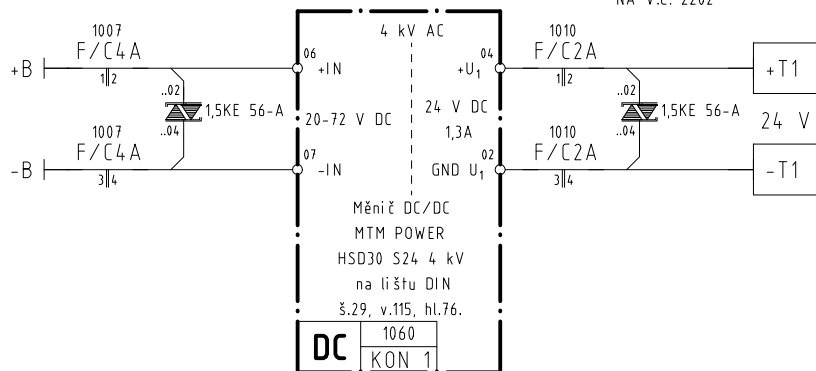 NA V.Č. 2202
1007
F/C4A
+B
1 2
..02
1,5KE 56-A
..04
1007
F/C4A
-B
3 4
4 kV AC
06
+IN
04
+U1
20-72 V DC
24 V DC
1,3A
07
-IN
02
GND U1
Měnič DC/DC
MTM POWER
HSD30 S24 4 kV
na lištu DIN
š.29, v.115, hl.76.
DC
1060
KON 1
1010
F/C2A
1 2
..02
1,5KE 56-A
..04
1010
F/C2A
3 4
+T1
24 V
-T1